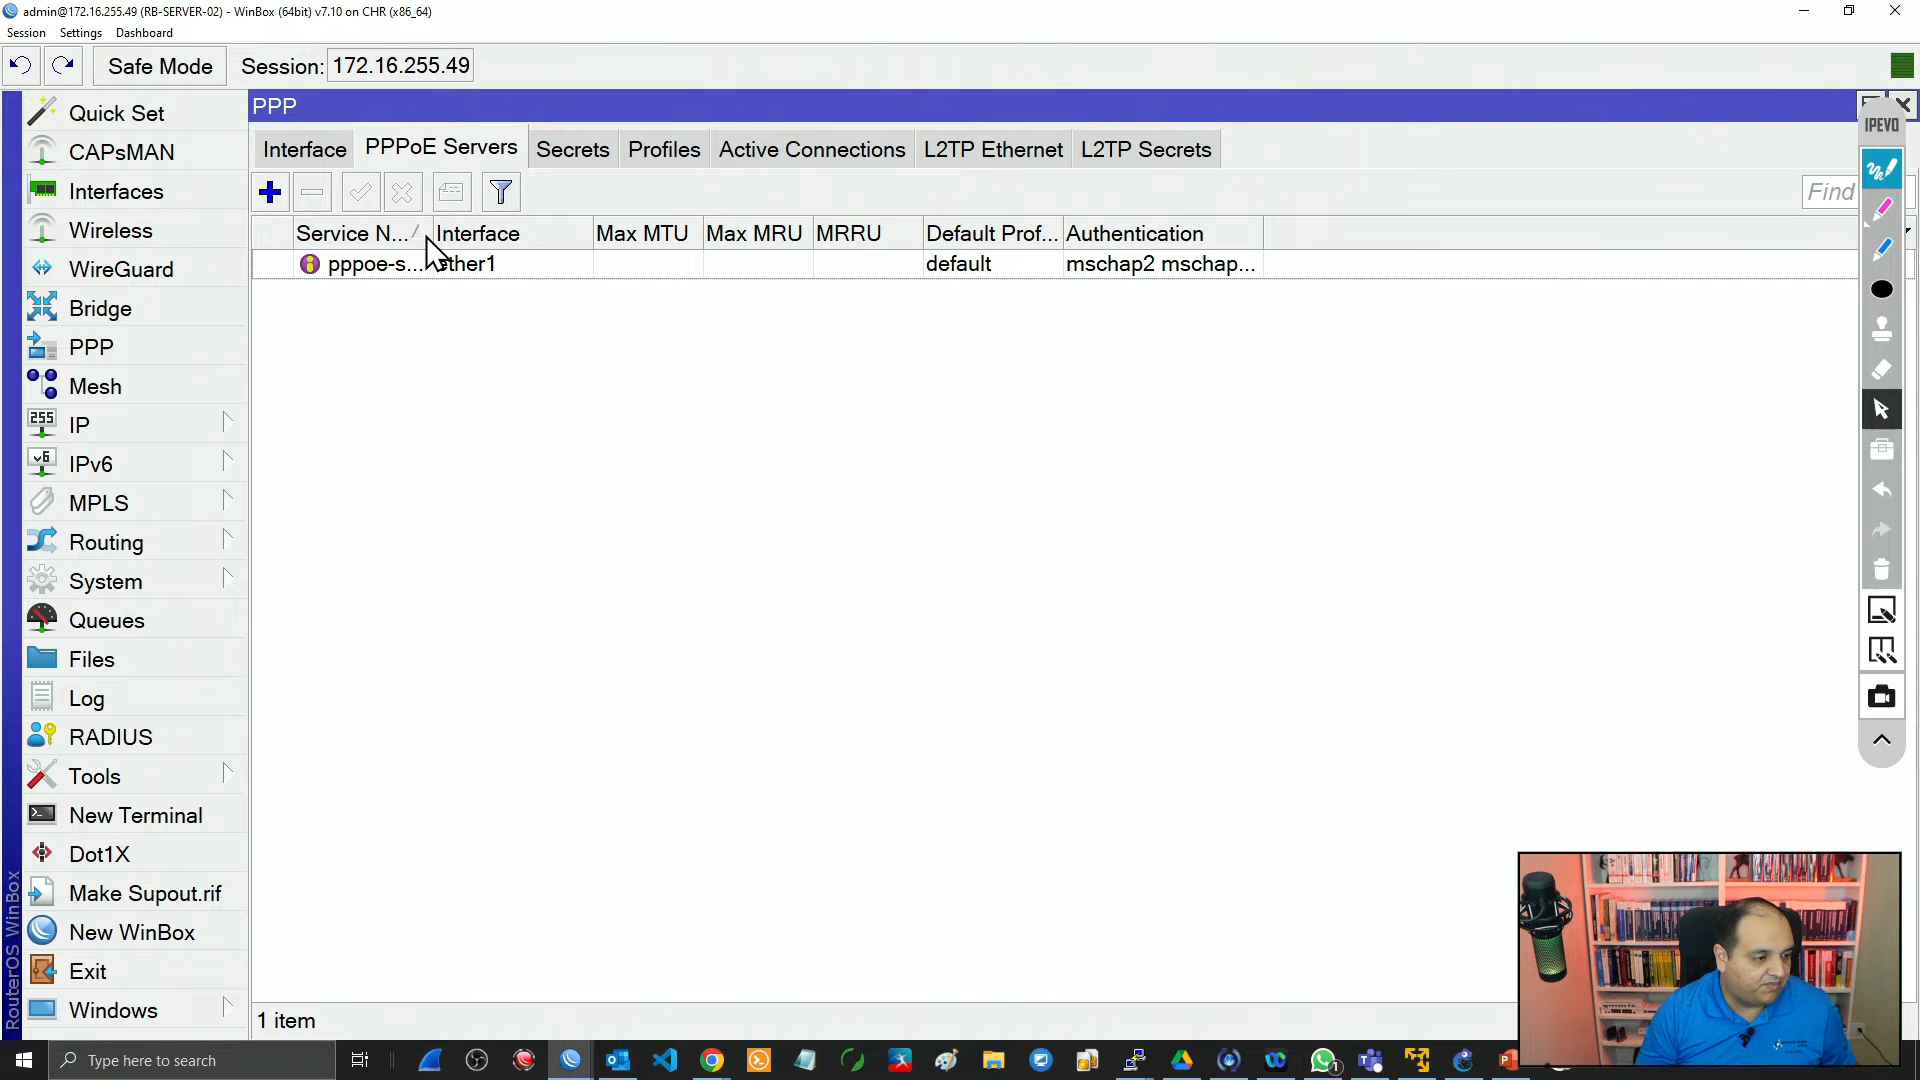 admin@172.16.255.49 (RB-SERVER-02) - WinBox (64bit) v7.10 on CHR (x86_64)
Session Settings Dashboard
Safe Mode Session: 172.16.255.49
PPP
IPEVO
Interface PPPoE Servers Secrets Profiles Active Connections L2TP Ethernet L2TP Secrets
Find
Service N... Interface Max MTU Max MRU MRRU Default Prof... Authentication
pppoe-s... ether1 default mschap2 mschap...
Quick Set
CAPsMAN
Interfaces
Wireless
WireGuard
Bridge
PPP
Mesh
255 IP
v6 IPv6
MPLS
Routing
System
Queues
Files
Log
RADIUS
Tools
New Terminal
Dot1X
Make Supout.rif
New WinBox
Exit
Windows
RouterOS WinBox
1 item
Type here to search
1